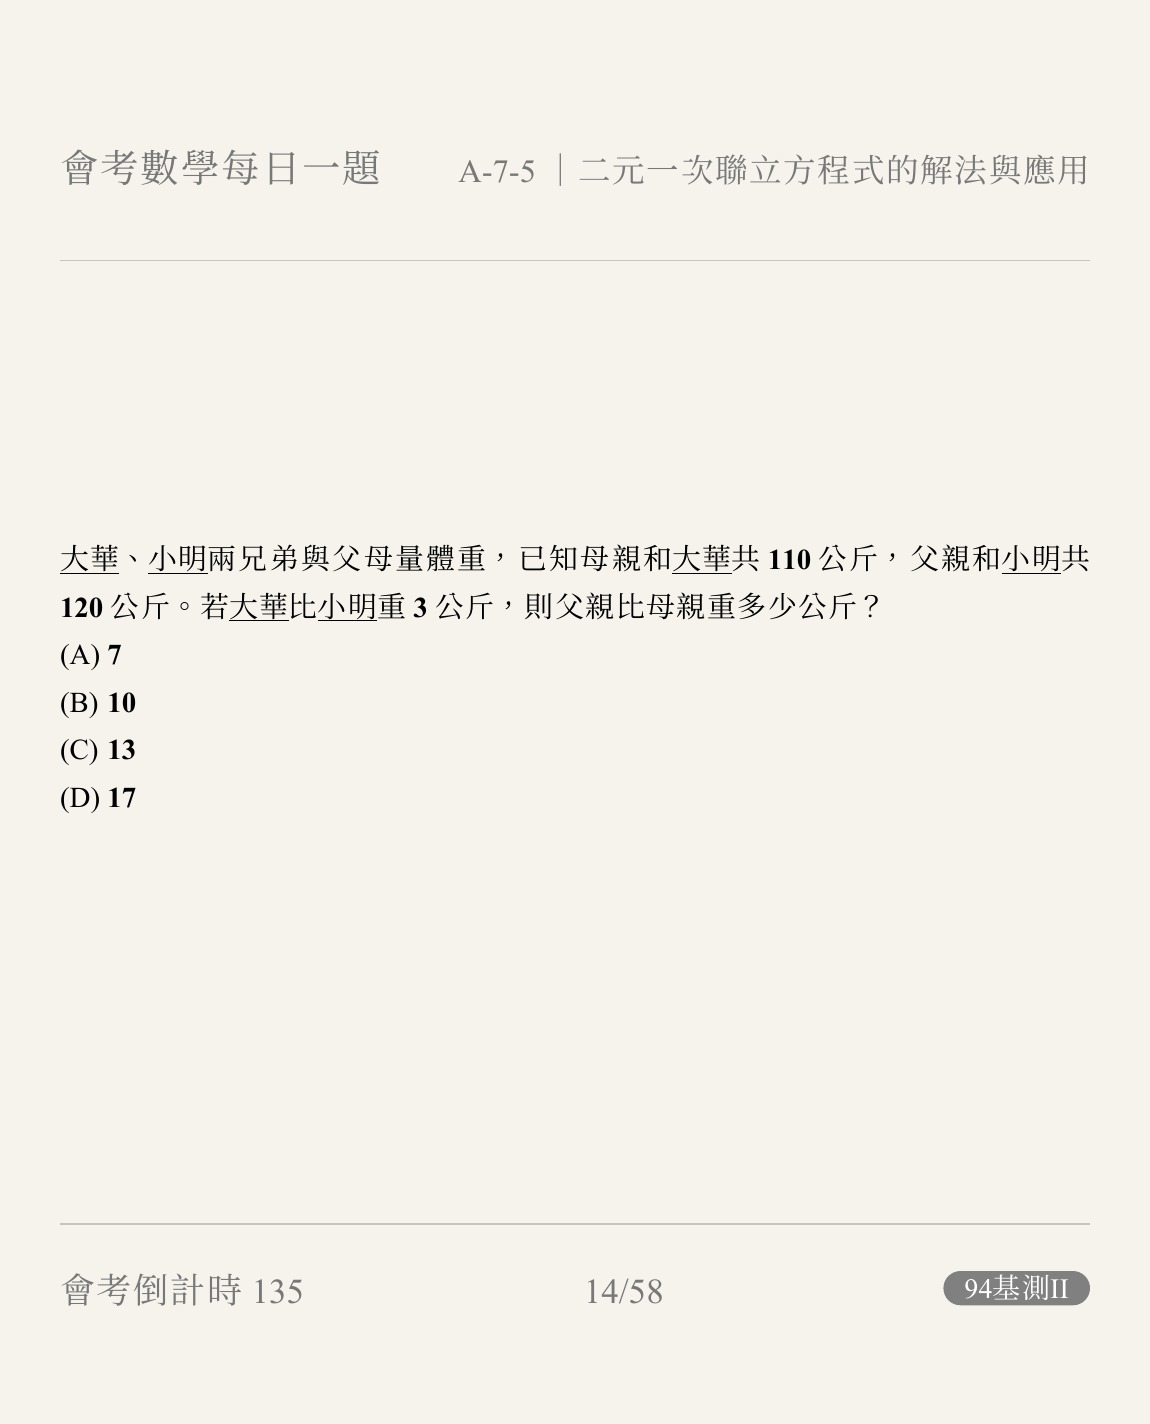 會考數學每日一題
A-7-5｜二元一次聯立方程式的解法與應用
大華、小明兩兄弟與父母量體重，已知母親和大華共 110 公斤，父親和小明共
120 公斤。若大華比小明重 3 公斤，則父親比母親重多少公斤？
(A) 7
(B) 10
(C) 13
(D) 17
會考倒計時 135
14/58
94基測II